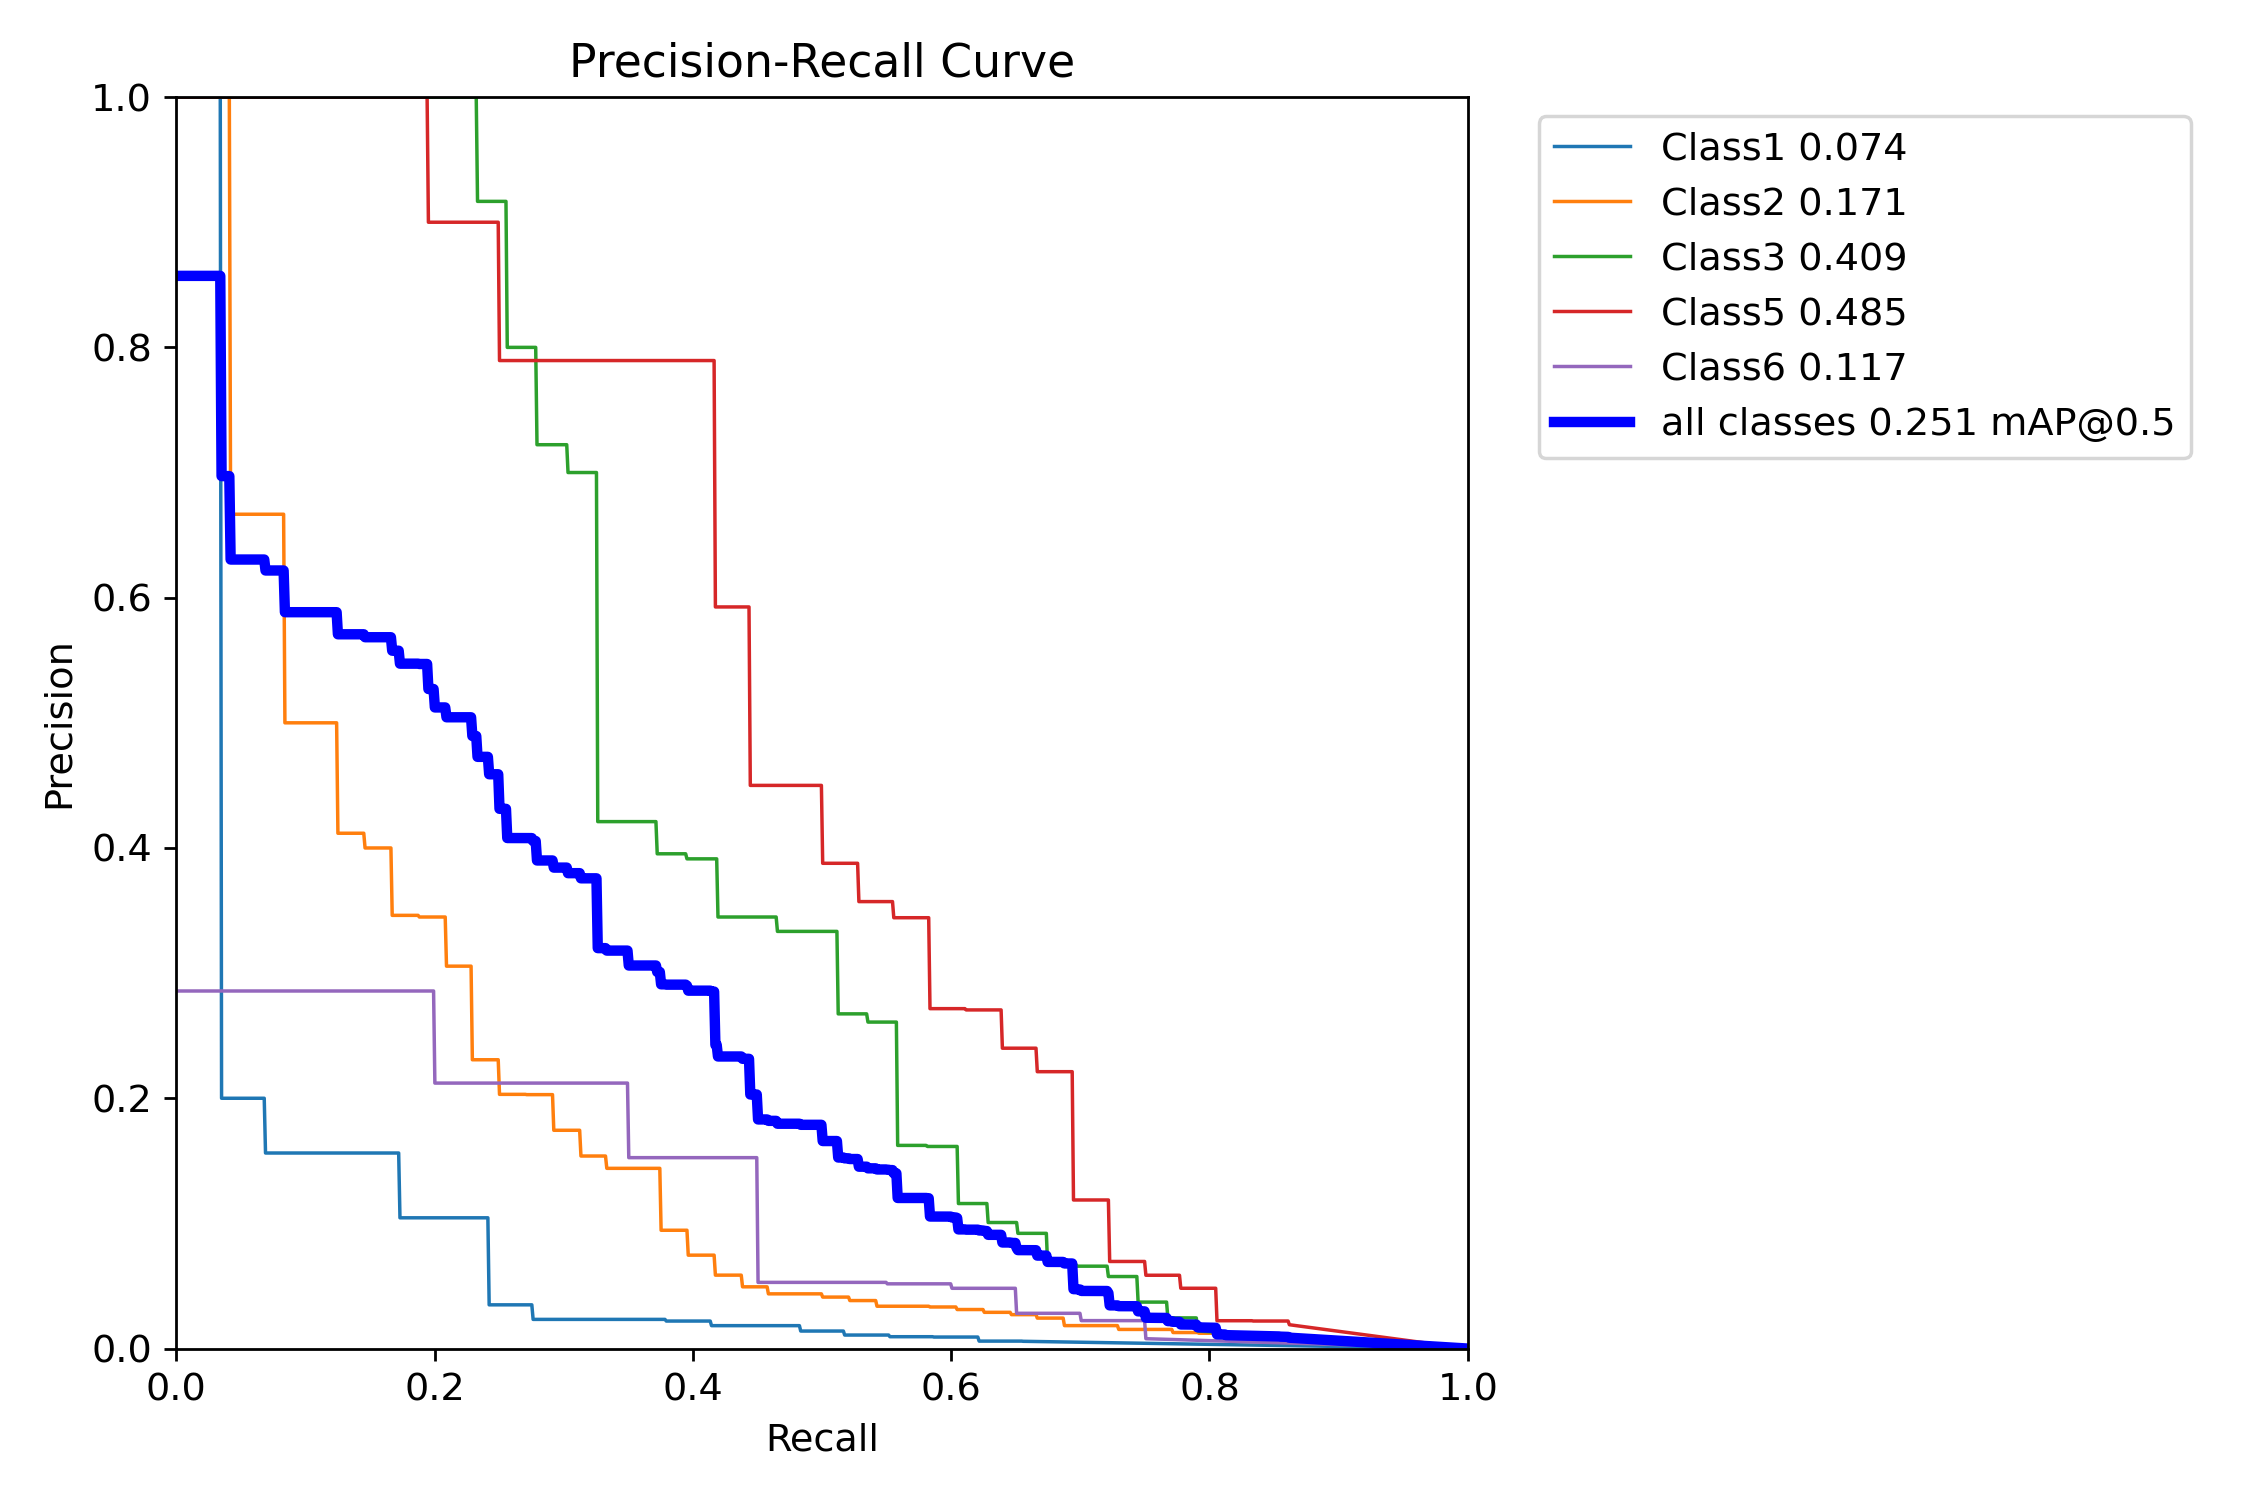 Precision-Recall Curve
1.0
0.8
0.6
0.4
0.2
0.0
Precision
0.0 0.2 0.4 0.6 0.8 1.0
Recall
Class1 0.074
Class2 0.171
Class3 0.409
Class5 0.485
Class6 0.117
all classes 0.251 mAP@0.5